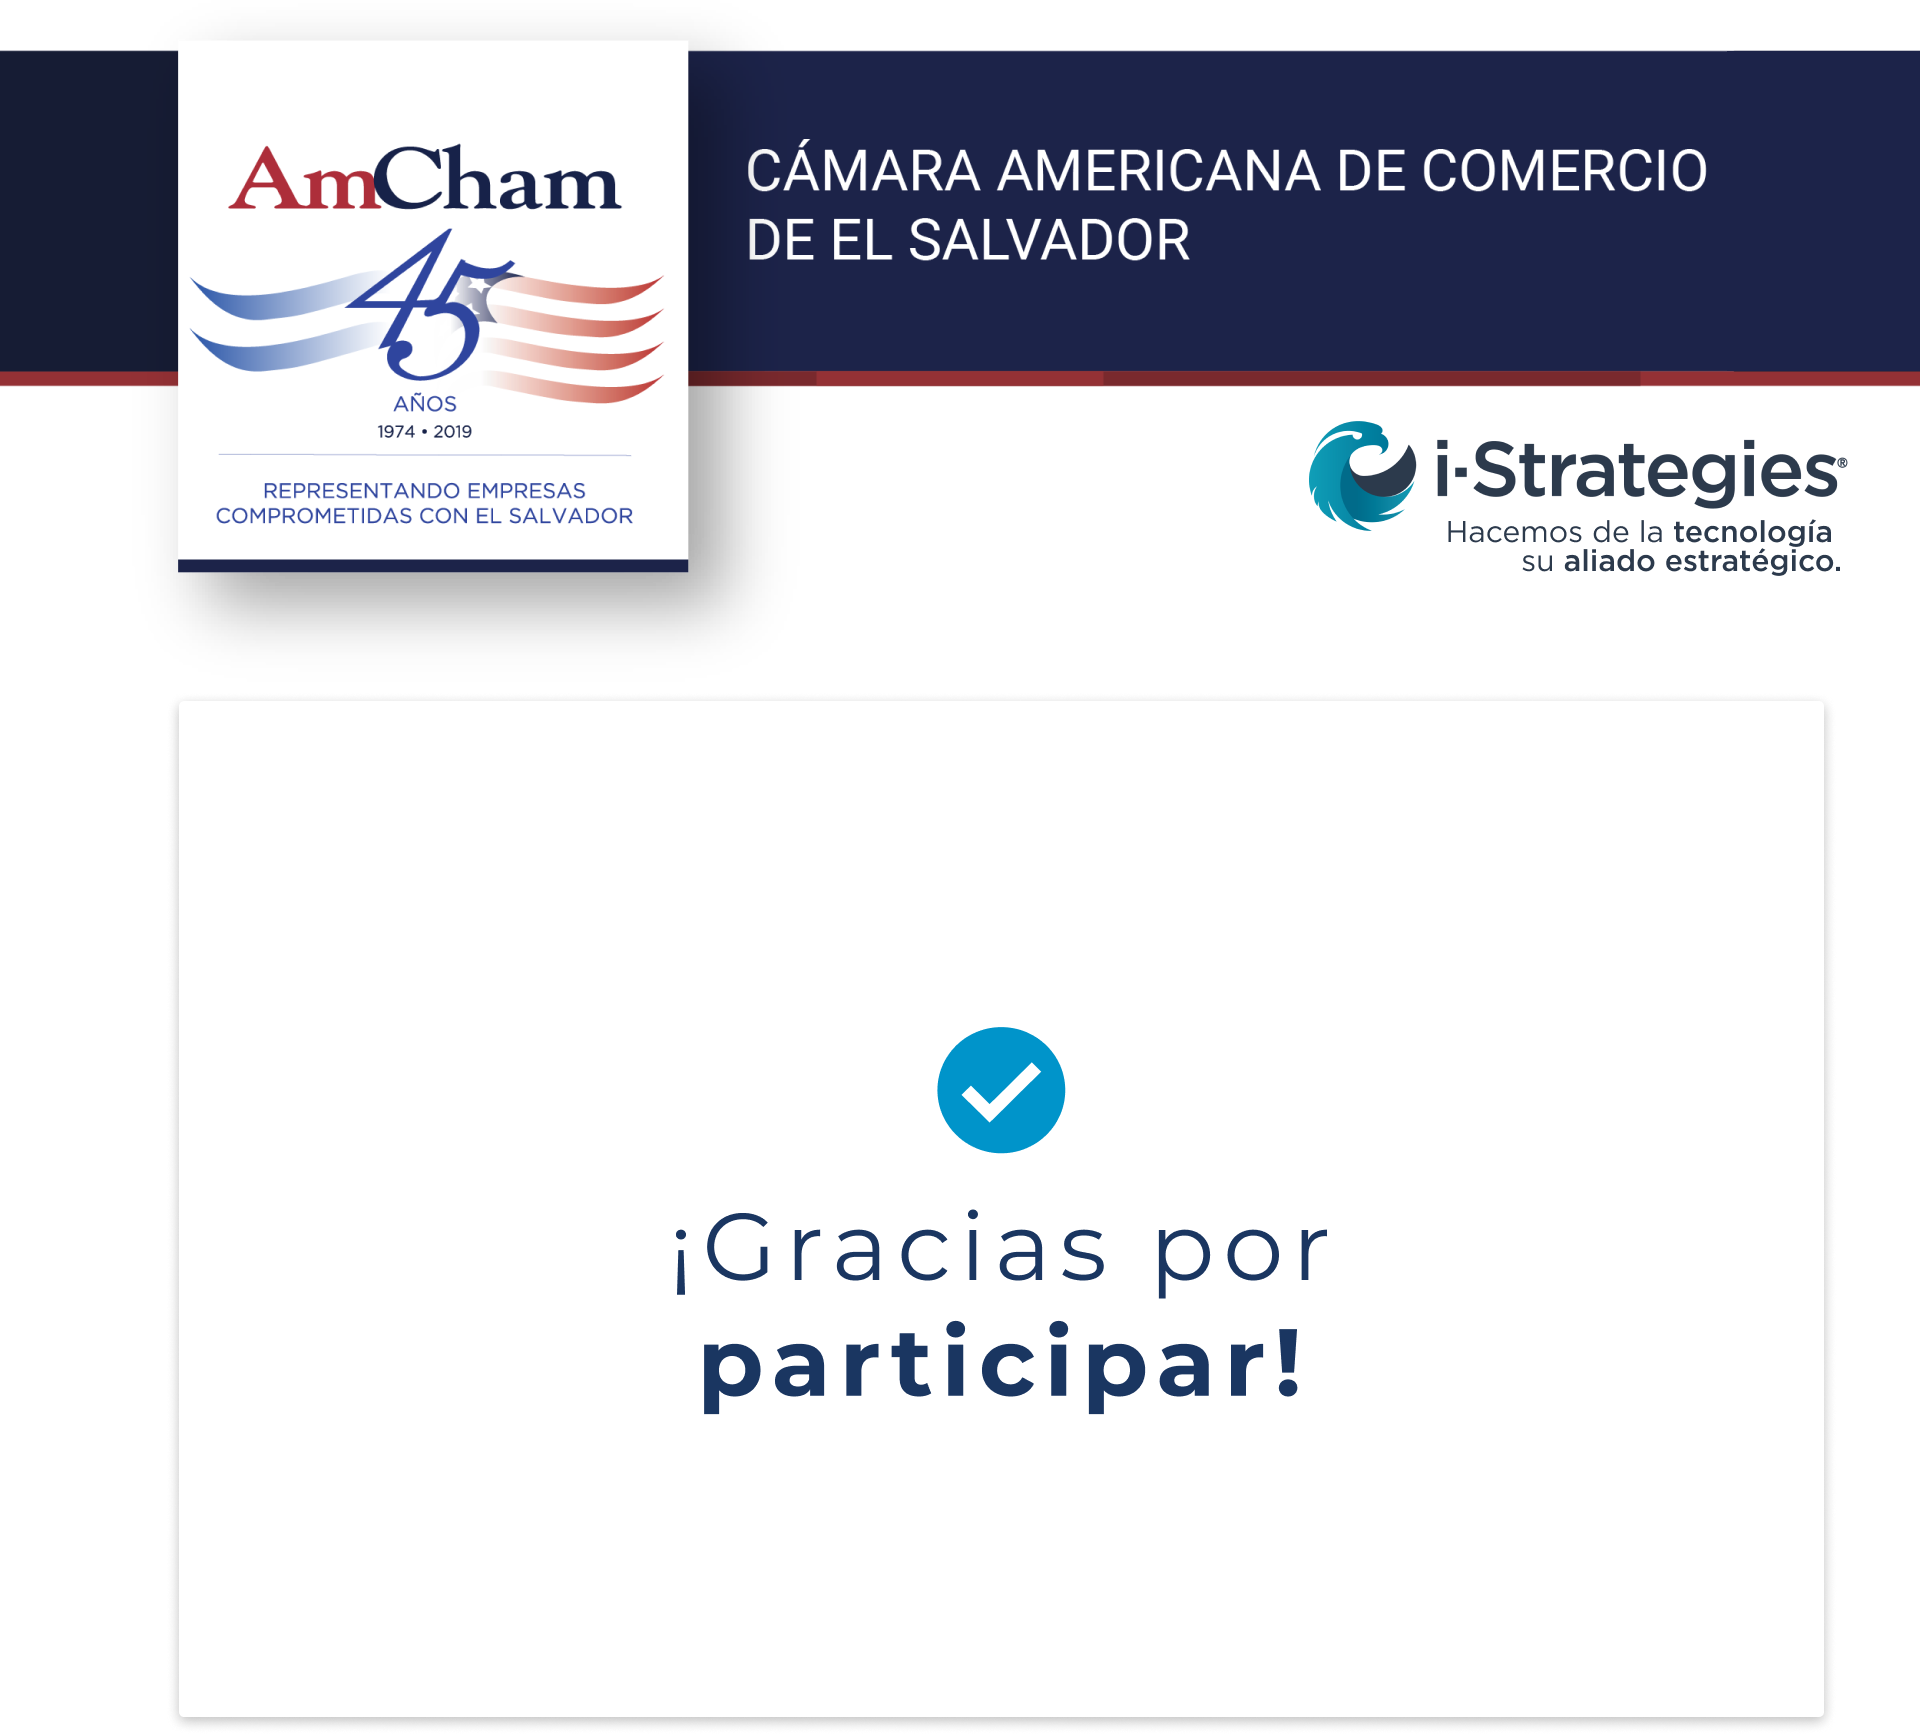 AmCham
45
AÑOS
1974 • 2019
REPRESENTANDO EMPRESAS
COMPROMETIDAS CON EL SALVADOR
CÁMARA AMERICANA DE COMERCIO
DE EL SALVADOR
i-Strategies®
Hacemos de la tecnología
su aliado estratégico.
¡Gracias por
participar!